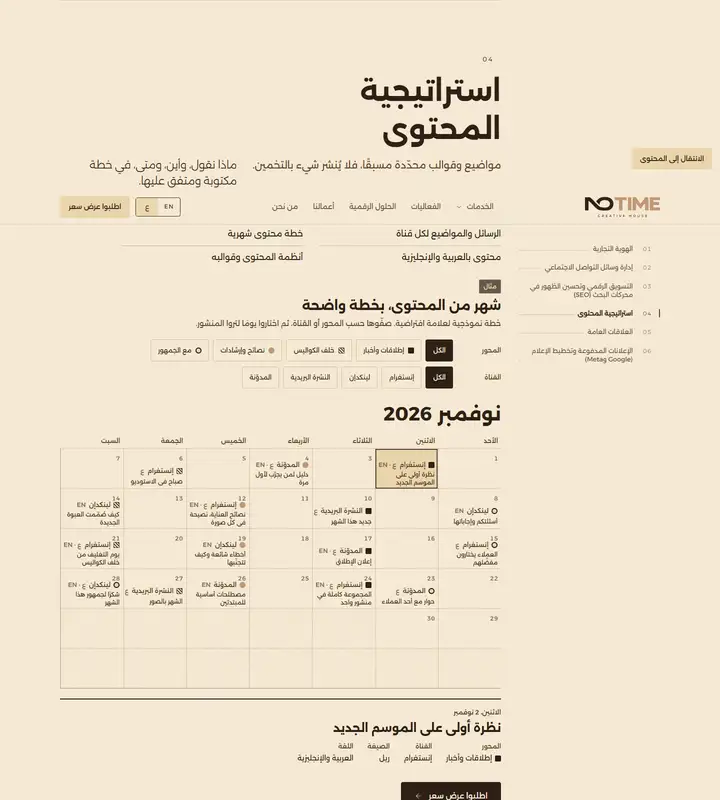 04
استراتيجية
المحتوى
مواضيع وقوالب محدّدة مسبقًا، فلا يُنشر شيء بالتخمين.
ماذا نقول، وأين، ومتى، في خطة
مكتوبة ومتفق عليها.
الانتقال إلى المحتوى
NOTIME
CREATIVE HOUSE
الخدمات
الفعاليات
الحلول الرقمية
أعمالنا
من نحن
EN
ع
اطلبوا عرض سعر
01 الهوية التجارية
02 إدارة وسائل التواصل الاجتماعي
03 التسويق الرقمي وتحسين الظهور في
محركات البحث (SEO)
04 استراتيجية المحتوى
05 العلاقات العامة
06 الإعلانات المدفوعة وتخطيط الإعلام
(Google وMeta)
الرسائل والمواضيع لكل قناة
خطة محتوى شهرية
محتوى بالعربية والإنجليزية
أنظمة المحتوى وقوالبه
مثال
شهر من المحتوى، بخطة واضحة
خطة نموذجية لعلامة افتراضية. صفّوها حسب المحور أو القناة، ثم اختاروا يومًا لتروا المنشور.
المحور الكل إطلاقات وأخبار خلف الكواليس نصائح وإرشادات مع الجمهور
القناة الكل إنستغرام لينكدإن النشرة البريدية المدوّنة
نوفمبر 2026
الأحد الاثنين الثلاثاء الأربعاء الخميس الجمعة السبت
1
إنستغرام ع · EN
نظرة أولى على
الموسم الجديد
3
4
المدوّنة ع · EN
دليل لمن يجرّب لأول
مرة
5
6
إنستغرام ع
صباح في الاستوديو
7
8
لينكدإن EN
أسئلتكم وإجاباتها
9
10
النشرة البريدية ع
جديد هذا الشهر
11
12
إنستغرام ع · EN
نصائح العناية، نصيحة
في كل صورة
13
14
لينكدإن EN
كيف صُمّمت العبوة
الجديدة
15
إنستغرام ع
العملاء يختارون
مفضّلهم
16
17
المدوّنة ع · EN
إعلان الإطلاق
18
19
لينكدإن EN
أخطاء شائعة وكيف
تتجنّبها
20
21
إنستغرام ع · EN
يوم التغليف من
خلف الكواليس
22
23
المدوّنة ع
حوار مع أحد العملاء
24
إنستغرام ع · EN
المجموعة كاملة في
منشور واحد
25
26
المدوّنة EN
مصطلحات أساسية
للمبتدئين
27
النشرة البريدية ع
الشهر بالصور
28
لينكدإن ع · EN
شكرًا لجمهور هذا
الشهر
29
30
الاثنين، 2 نوفمبر
نظرة أولى على الموسم الجديد
المحور القناة الصيغة اللغة
إطلاقات وأخبار إنستغرام ريل العربية والإنجليزية
اطلبوا عرض سعر ←